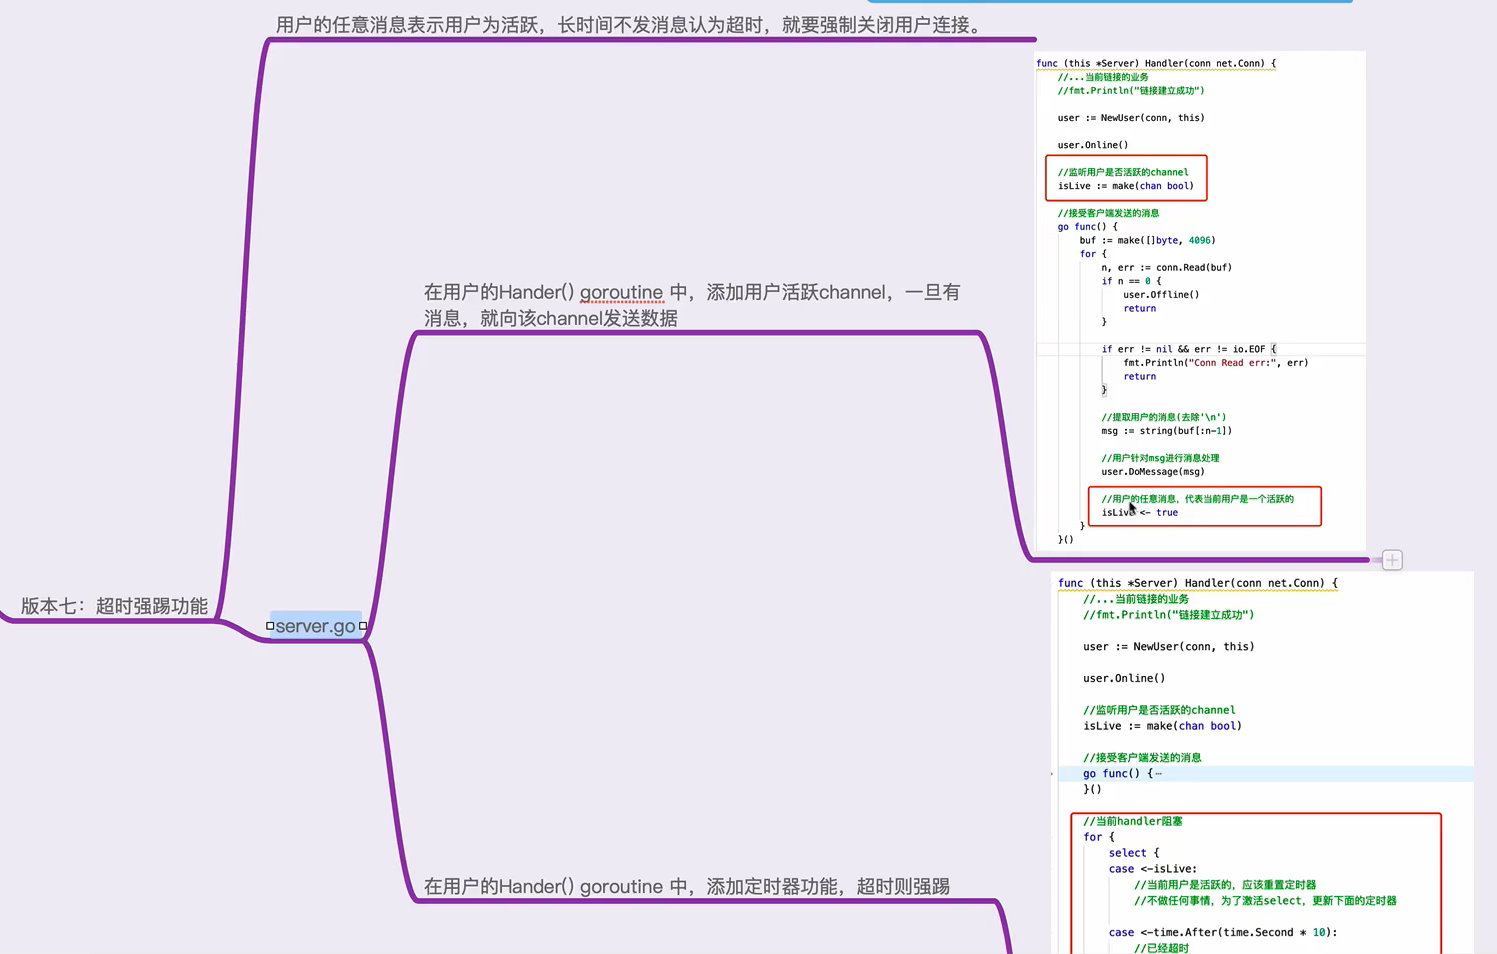 用户的任意消息表示用户为活跃，长时间不发消息认为超时，就要强制关闭用户连接。
func (this *Server) Handler(conn net.Conn) {
//...当前链接的业务
//fmt.Println("链接建立成功")
user := NewUser(conn, this)
user.Online()
//监听用户是否活跃的channel
isLive := make(chan bool)
//接受客户端发送的消息
go func() {
buf := make([]byte, 4096)
for {
n, err := conn.Read(buf)
if n == 0 {
user.Offline()
return
}
if err != nil && err != io.EOF {
fmt.Println("Conn Read err:", err)
return
}
//提取用户的消息(去除'\n')
msg := string(buf[:n-1])
//用户针对msg进行消息处理
user.DoMessage(msg)
//用户的任意消息，代表当前用户是一个活跃的
isLive <- true
}
}()
在用户的Hander() goroutine 中，添加用户活跃channel，一旦有
消息，就向该channel发送数据
版本七：超时强踢功能
server.go
func (this *Server) Handler(conn net.Conn) {
//...当前链接的业务
//fmt.Println("链接建立成功")
user := NewUser(conn, this)
user.Online()
//监听用户是否活跃的channel
isLive := make(chan bool)
//接受客户端发送的消息
go func() {…
}()
//当前handler阻塞
for {
select {
case <-isLive:
//当前用户是活跃的，应该重置定时器
//不做任何事情，为了激活select，更新下面的定时器
case <-time.After(time.Second * 10):
//已经超时
在用户的Hander() goroutine 中，添加定时器功能，超时则强踢